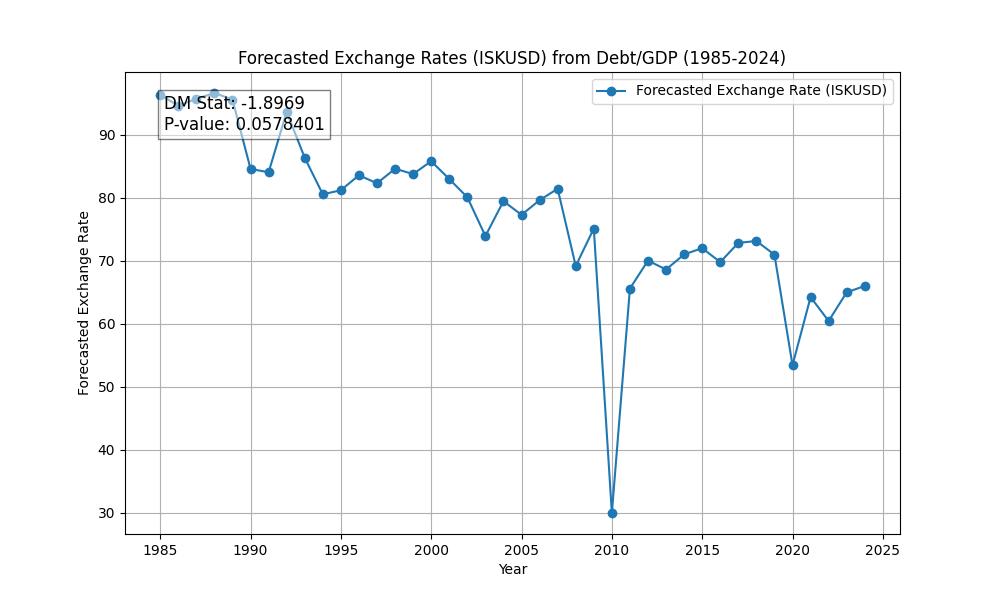 Forecasted Exchange Rates (ISKUSD) from Debt/GDP (1985-2024)
DM Stat: -1.8969
P-value: 0.0578401
Forecasted Exchange Rate (ISKUSD)
Forecasted Exchange Rate
90
80
70
60
50
40
30
1985 1990 1995 2000 2005 2010 2015 2020 2025
Year